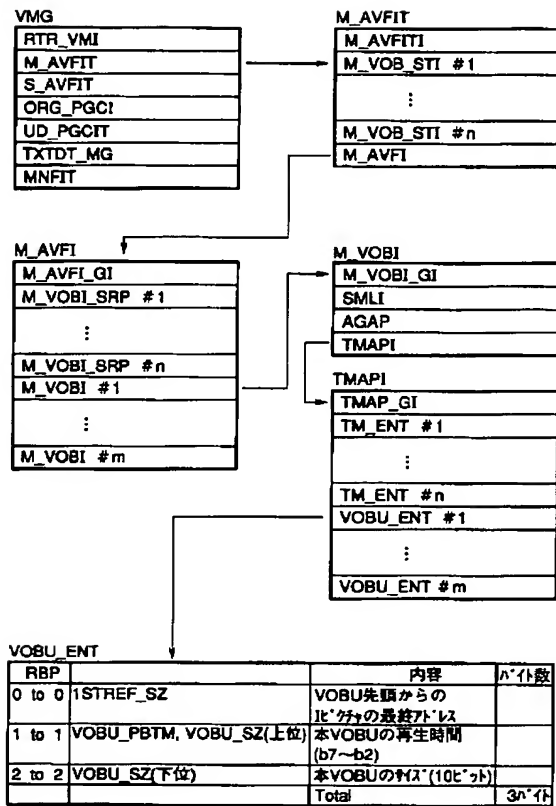 VMG
RTR_VMI
M_AVFIT
S_AVFIT
ORG_PGCI
UD_PGCIT
TXTDT_MG
MNFIT
M_AVFIT
M_AVFITI
M_VOB_STI #1
⋮
M_VOB_STI #n
M_AVFI
M_AVFI
M_AVFI_GI
M_VOBI_SRP #1
⋮
M_VOBI_SRP #n
M_VOBI #1
⋮
M_VOBI #m
M_VOBI
M_VOBI_GI
SMLI
AGAP
TMAPI
TMAPI
TMAP_GI
TM_ENT #1
⋮
TM_ENT #n
VOBU_ENT #1
⋮
VOBU_ENT #m
VOBU_ENT
RBP 内容 ﾊﾞｲﾄ数
0 to 0 1STREF_SZ VOBU先頭からの
Iﾋﾟｸﾁｬの最終ｱﾄﾞﾚｽ
1 to 1 VOBU_PBTM, VOBU_SZ(上位) 本VOBUの再生時間
(b7～b2)
2 to 2 VOBU_SZ(下位) 本VOBUのｻｲｽﾞ(10ﾋﾞｯﾄ)
Total 3ﾊﾞｲﾄ